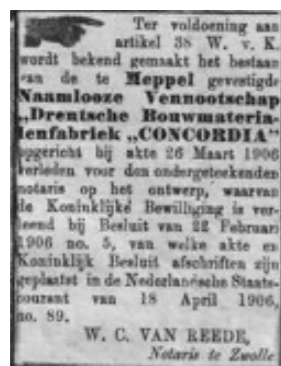 Ter voldoening aan
artikel 38 W. v. K.
wordt bekend gemaakt het bestaan
van de te Meppel gevestigde
Naamlooze Vennootschap
„Drentsche Bouwmateria-
lenfabriek „CONCORDIA"
opgericht bij akte 26 Maart 1906
verleden voor den ondergeteekenden
notaris op het ontwerp, waarvan
de Koninklijke Bewilliging is ver-
leend bij Besluit van 22 Februari
1906 no. 5, van welke akte en
Koninklijk Besluit afschriften zijn
geplaatst in de Nederlandsche Staats-
courant van 18 April 1906,
no. 89.
W. C. VAN REEDE,
Notaris te Zwolle